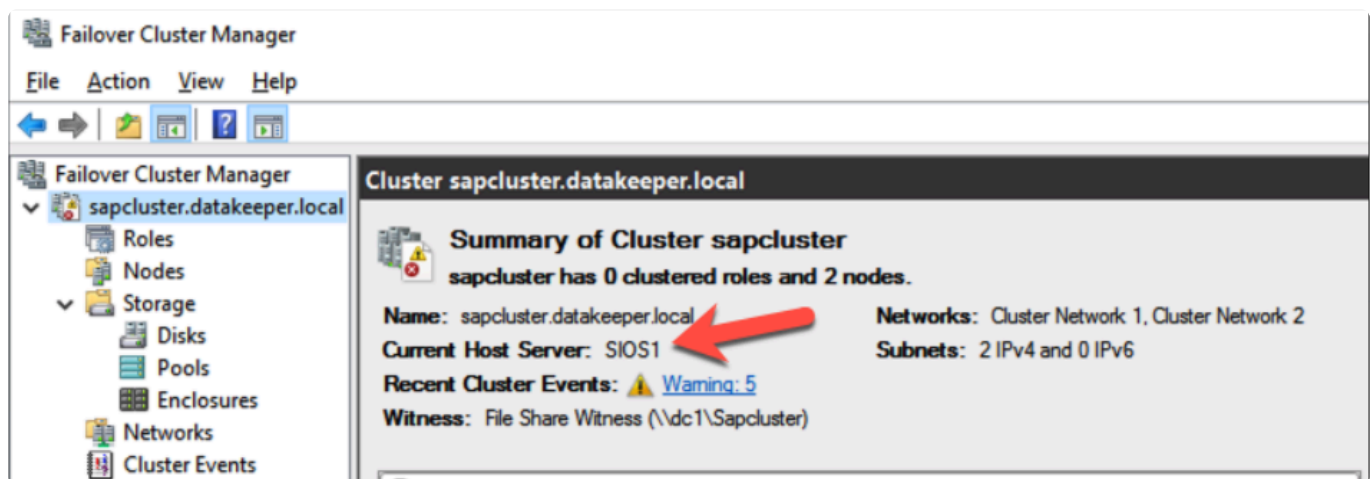 Failover Cluster Manager
File Action View Help
Failover Cluster Manager
sapcluster.datakeeper.local
Roles
Nodes
Storage
Disks
Pools
Enclosures
Networks
Cluster Events
Cluster sapcluster.datakeeper.local
Summary of Cluster sapcluster
sapcluster has 0 clustered roles and 2 nodes.
Name: sapcluster.datakeeper.local
Networks: Cluster Network 1, Cluster Network 2
Current Host Server: SIOS1
Subnets: 2 IPv4 and 0 IPv6
Recent Cluster Events: Warning: 5
Witness: File Share Witness (\\dc1\Sapcluster)